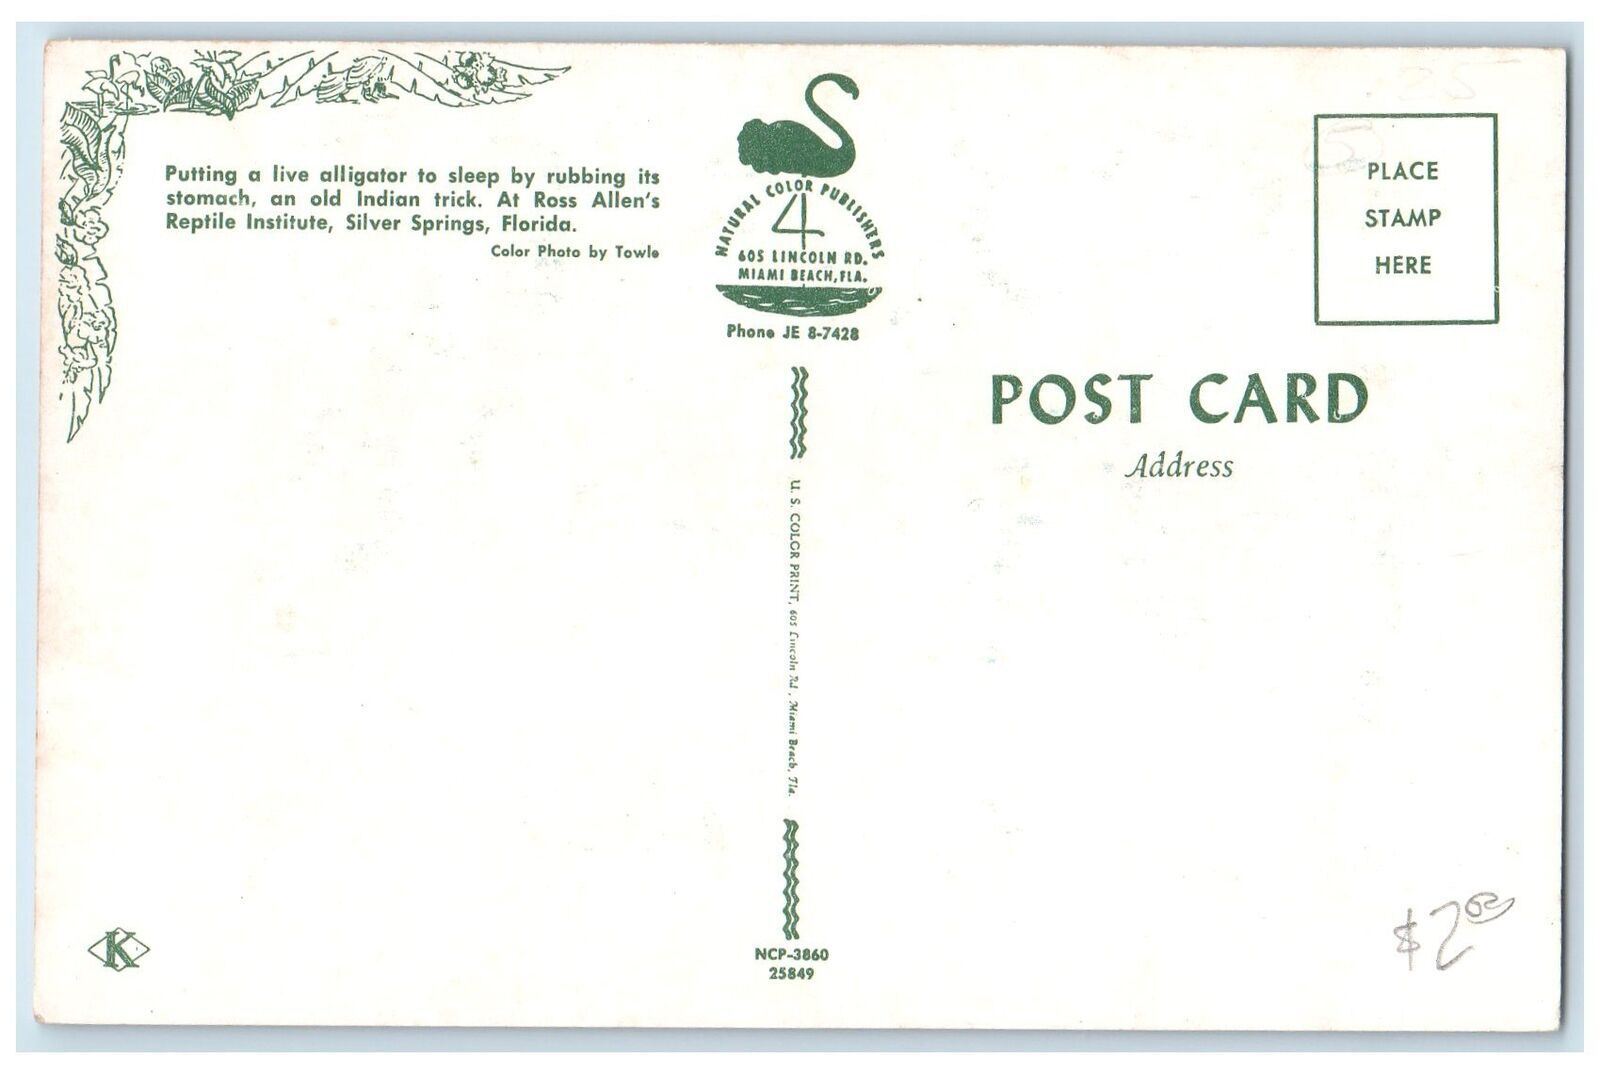 Putting a live alligator to sleep by rubbing its
stomach, an old Indian trick. At Ross Allen's
Reptile Institute, Silver Springs, Florida.
Color Photo by Towle
NATURAL COLOR PUBLISHERS
4
605 LINCOLN RD.
MIAMI BEACH, FLA.
Phone JE 8-7428
U. S. COLOR PRINT, 605 Lincoln Rd., Miami Beach, Fla.
NCP-3860
25849
K
25
5
PLACE
STAMP
HERE
POST CARD
Address
$2.00